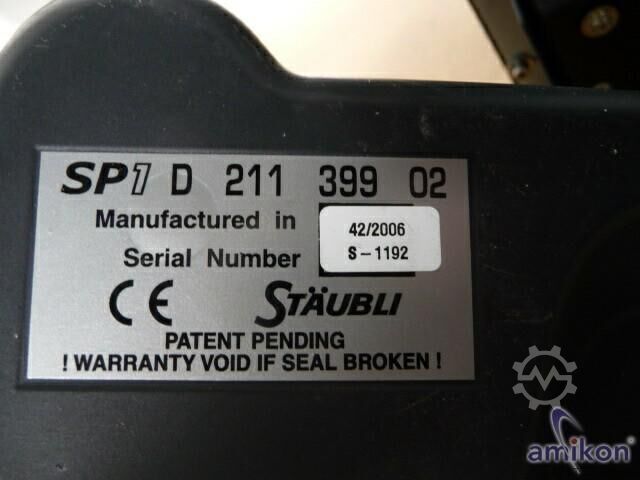 SP1 D 211 399 02
Manufactured in 42/2006
Serial Number S-1192
CE STÄUBLI
PATENT PENDING
! WARRANTY VOID IF SEAL BROKEN !
amikon